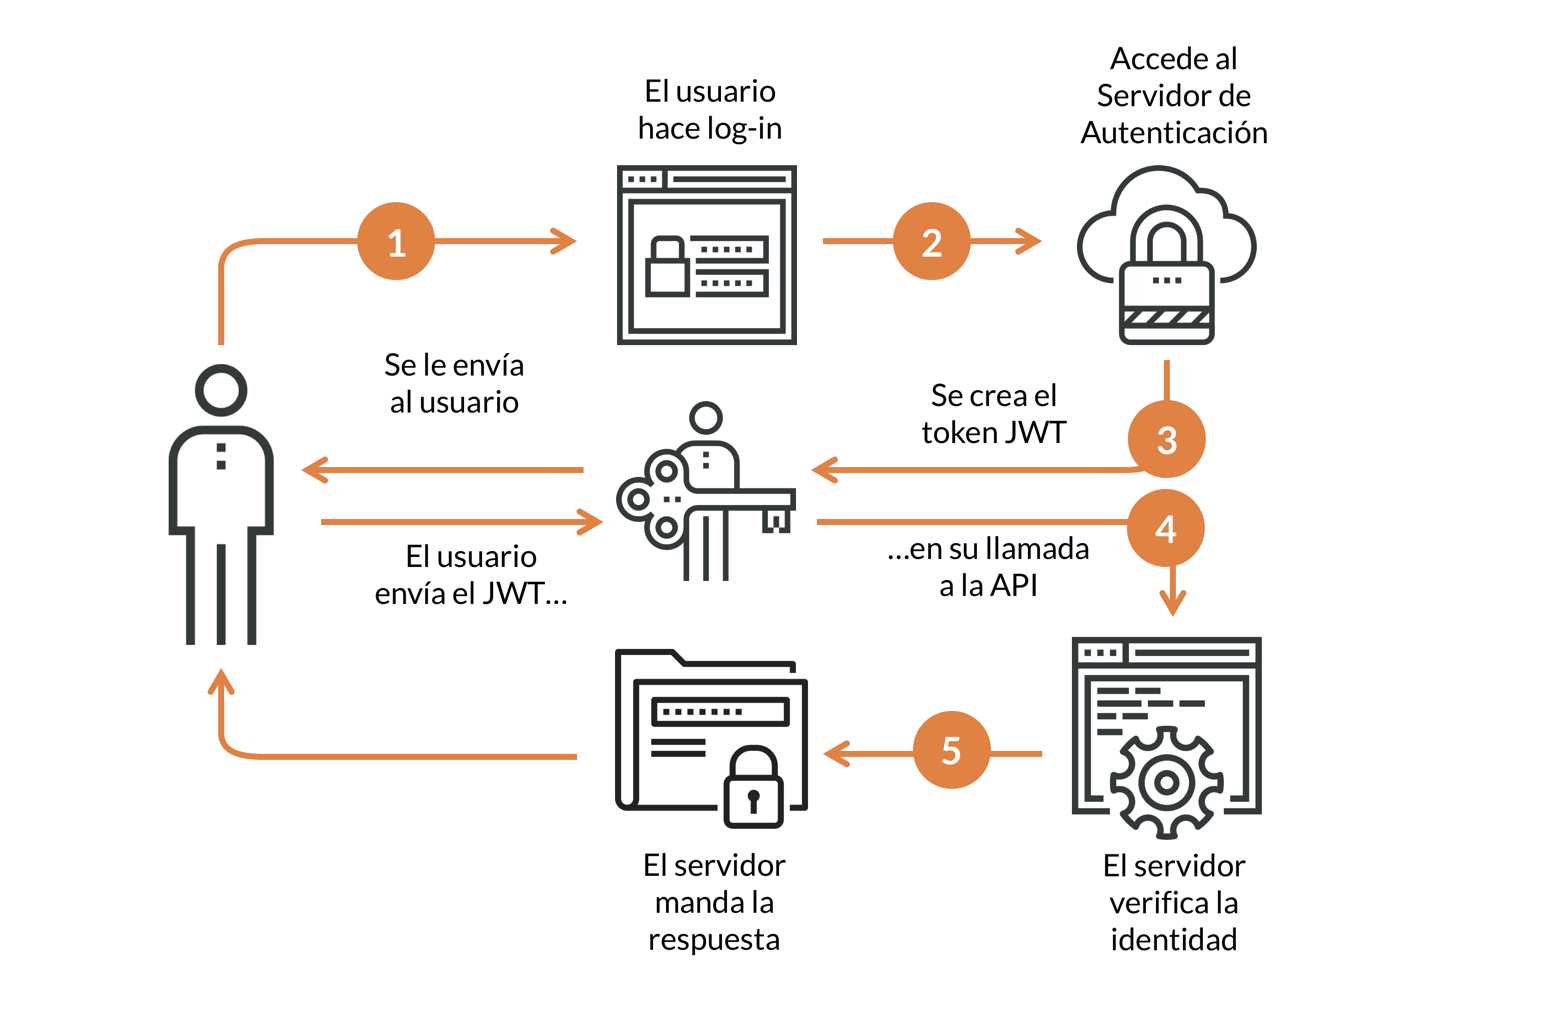 El usuario
hace log-in
Accede al
Servidor de
Autenticación
1
2
Se le envía
al usuario
Se crea el
token JWT
3
4
El usuario
envía el JWT...
...en su llamada
a la API
5
El servidor
manda la
respuesta
El servidor
verifica la
identidad